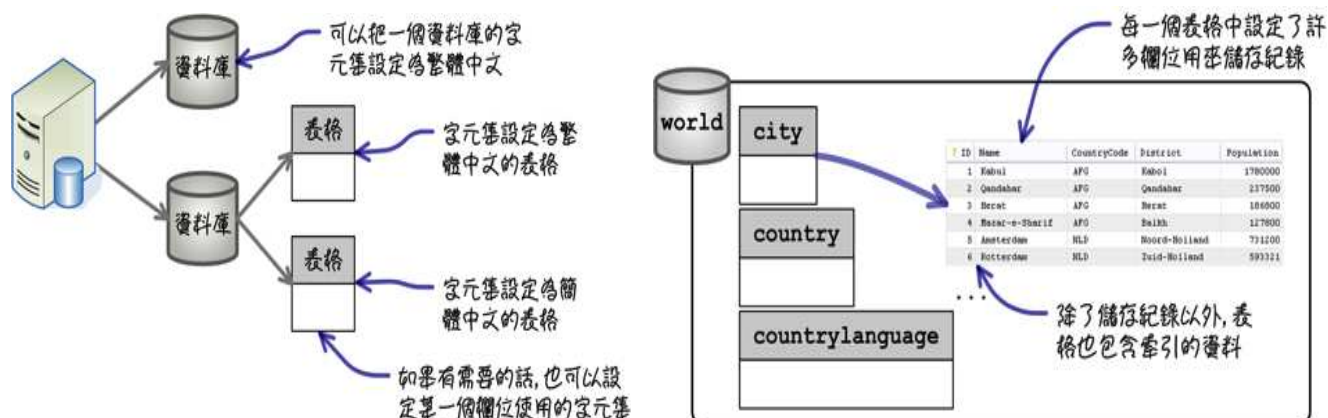 資料庫
可以把一個資料庫的字
元集設定為繁體中文
表格
字元集設定為繁
體中文的表格
資料庫
表格
字元集設定為簡
體中文的表格
如果有需要的話,也可以設
定某一個欄位使用的字元集
每一個表格中設定了許
多欄位用來儲存紀錄
world
city
? ID Name CountryCode District Population
1 Kabul AFG Kabol 1780000
2 Qandahar AFG Qandahar 237500
3 Herat AFG Herat 186800
4 Mazar-e-Sharif AFG Balkh 127800
5 Amsterdam NLD Noord-Holland 731200
6 Rotterdam NLD Zuid-Holland 593321
...
country
除了儲存紀錄以外,表
格也包含索引的資料
countrylanguage